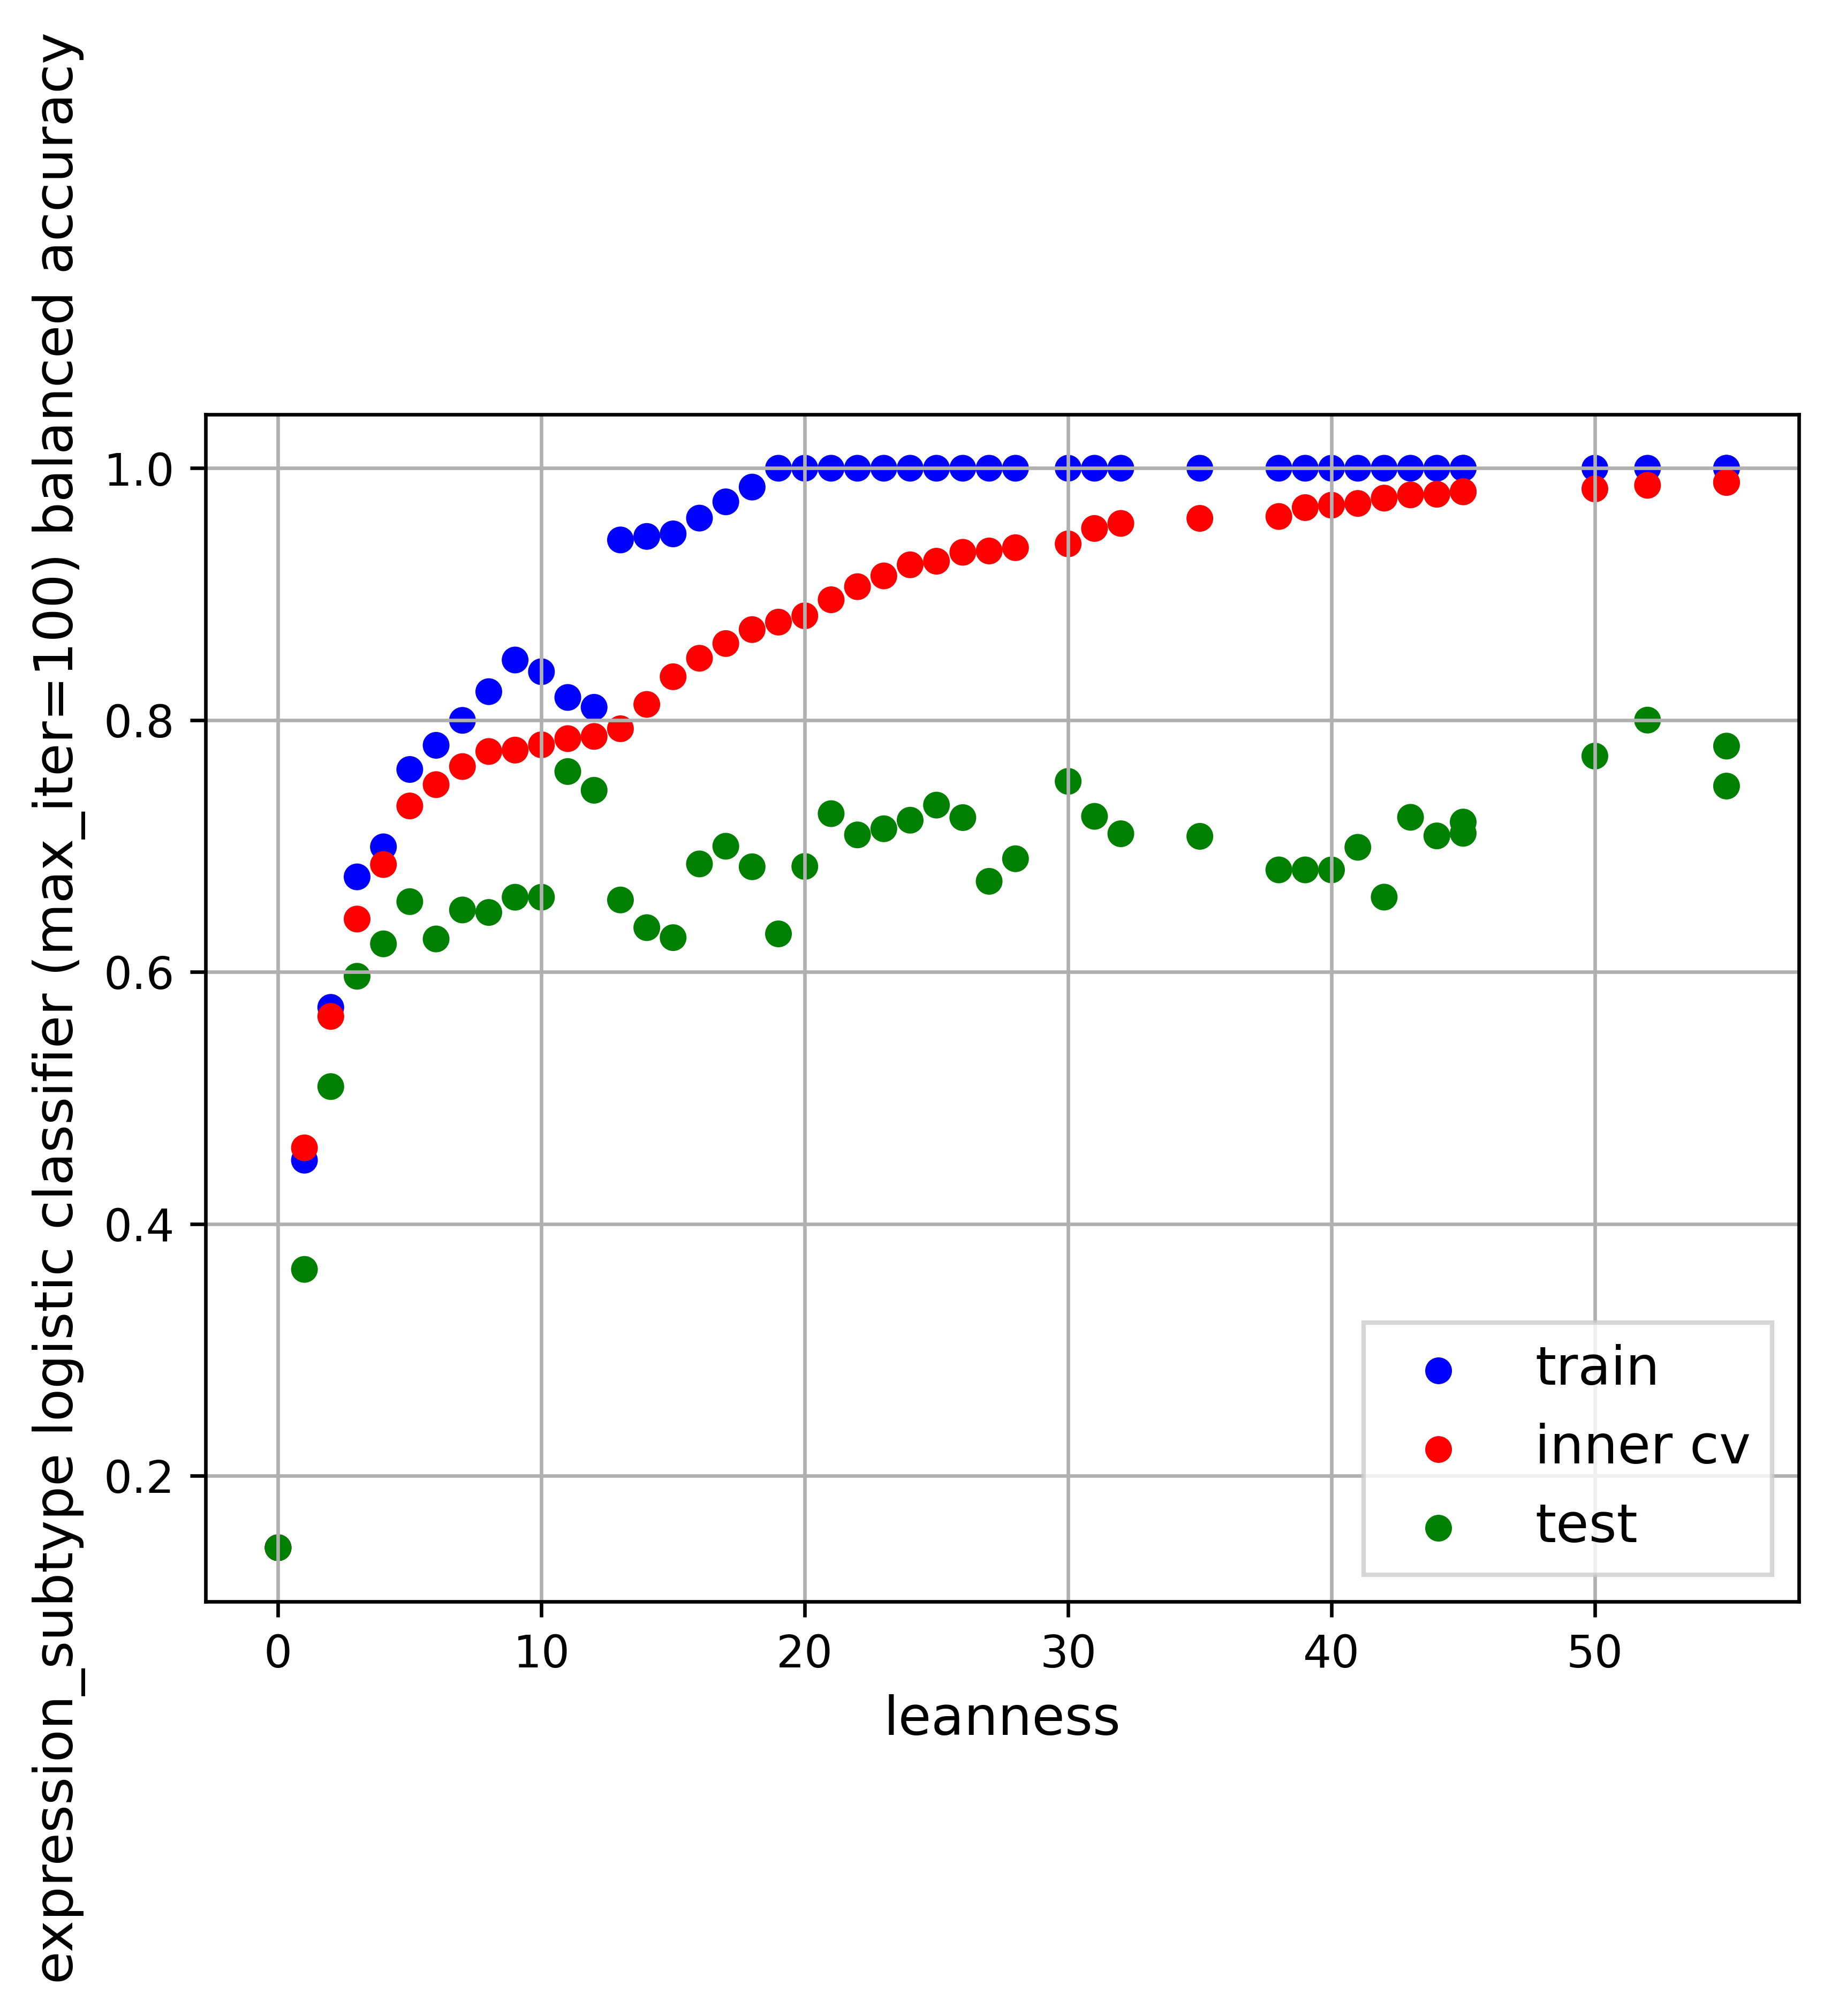 expression_subtype logistic classifier (max_iter=100) balanced accuracy
1.0
0.8
0.6
0.4
0.2
0 10 20 30 40 50
leanness
train
inner cv
test